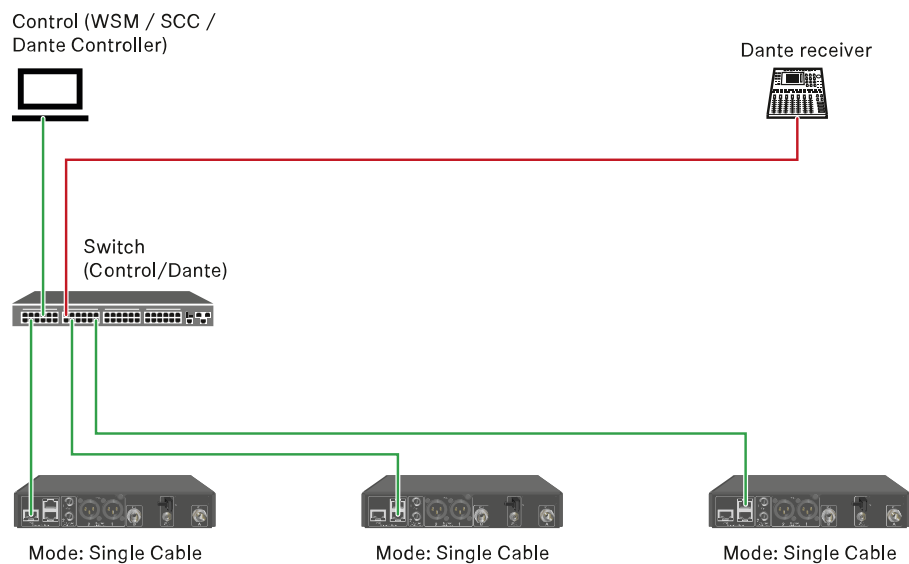 Control (WSM / SCC /
Dante Controller)
Dante receiver
Switch
(Control/Dante)
Mode: Single Cable
Mode: Single Cable
Mode: Single Cable